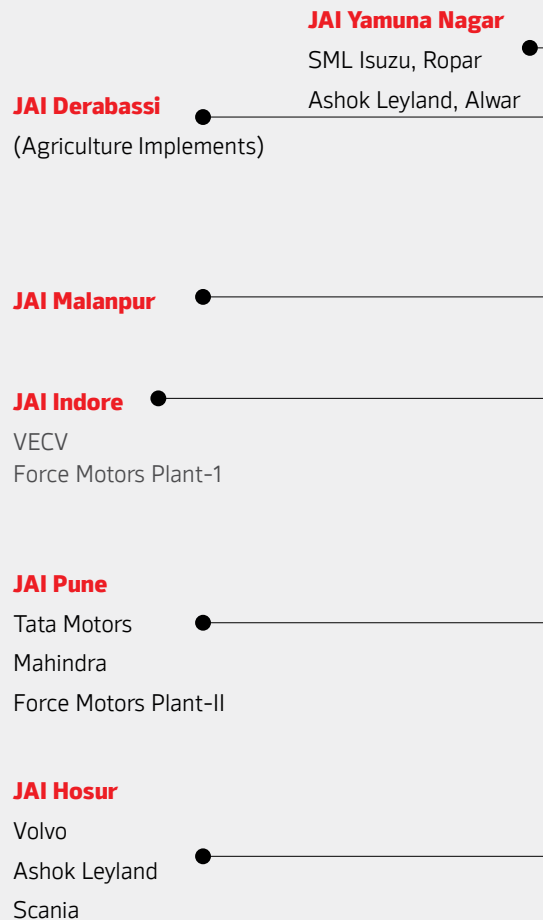 JAI Yamuna Nagar
SML Isuzu, Ropar
Ashok Leyland, Alwar
JAI Derabassi
(Agriculture Implements)
JAI Malanpur
JAI Indore
VECV
Force Motors Plant-1
JAI Pune
Tata Motors
Mahindra
Force Motors Plant-II
JAI Hosur
Volvo
Ashok Leyland
Scania